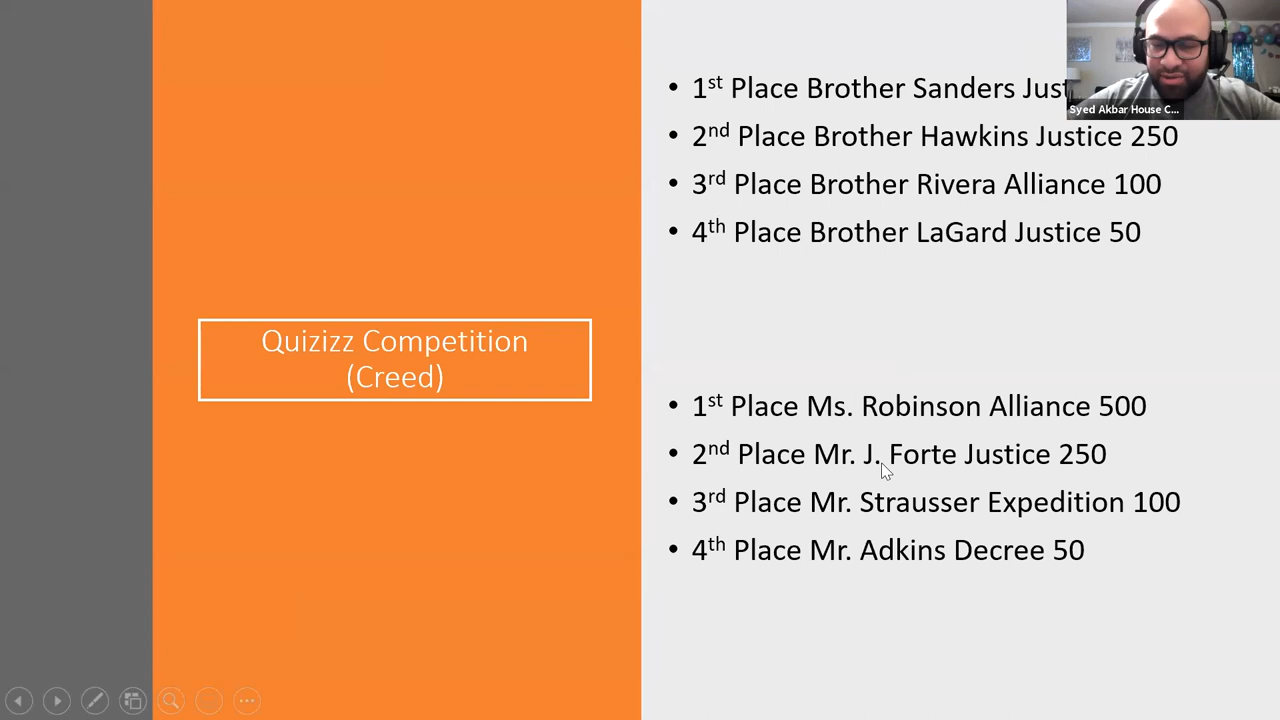 1st Place Brother Sanders
2nd Place Brother Hawkins Justice 250
3rd Place Brother Rivera Alliance 100
4th Place Brother LaGard Justice 50
Quizizz Competition
(Creed)
1st Place Ms. Robinson Alliance 500
2nd Place Mr. J. Forte Justice 250
3rd Place Mr. Strausser Expedition 100
4th Place Mr. Adkins Decree 50
Syed Akbar House C...